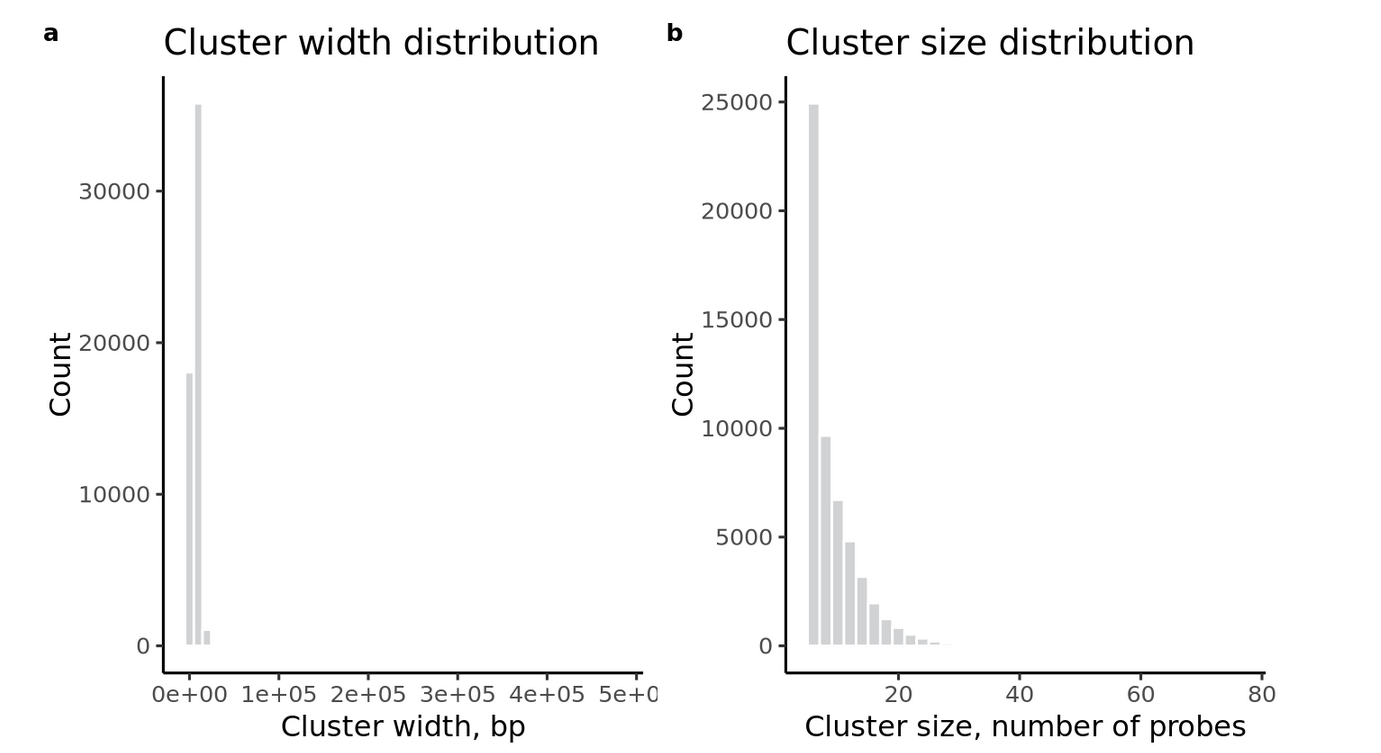 a
Cluster width distribution
Count
30000
20000
10000
0
0e+00 1e+05 2e+05 3e+05 4e+05 5e+0
Cluster width, bp
b
Cluster size distribution
Count
25000
20000
15000
10000
5000
0
20 40 60 80
Cluster size, number of probes